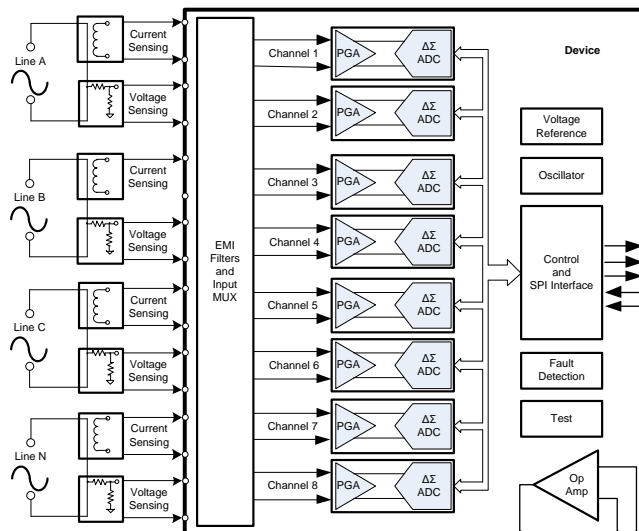 Line A
Current
Sensing
Voltage
Sensing
Line B
Current
Sensing
Voltage
Sensing
Line C
Current
Sensing
Voltage
Sensing
Line N
Current
Sensing
Voltage
Sensing
EMI
Filters
and
Input
MUX
Channel 1
PGA
ΔΣ
ADC
Channel 2
PGA
ΔΣ
ADC
Channel 3
PGA
ΔΣ
ADC
Channel 4
PGA
ΔΣ
ADC
Channel 5
PGA
ΔΣ
ADC
Channel 6
PGA
ΔΣ
ADC
Channel 7
PGA
ΔΣ
ADC
Channel 8
PGA
ΔΣ
ADC
Device
Voltage
Reference
Oscillator
Control
and
SPI Interface
Fault
Detection
Test
Op
Amp